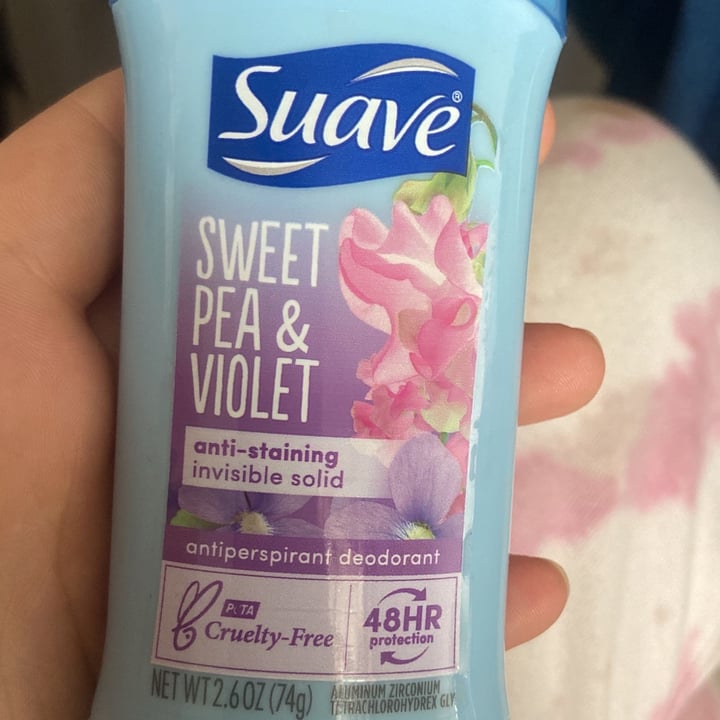 Suave®
SWEET
PEA &
VIOLET
anti-staining
invisible solid
antiperspirant deodorant
PETA
Cruelty-Free
48HR
protection
NET WT 2.6 OZ (74g)
ALUMINUM ZIRCONIUM
TETRACHLOROHYDREX GLY